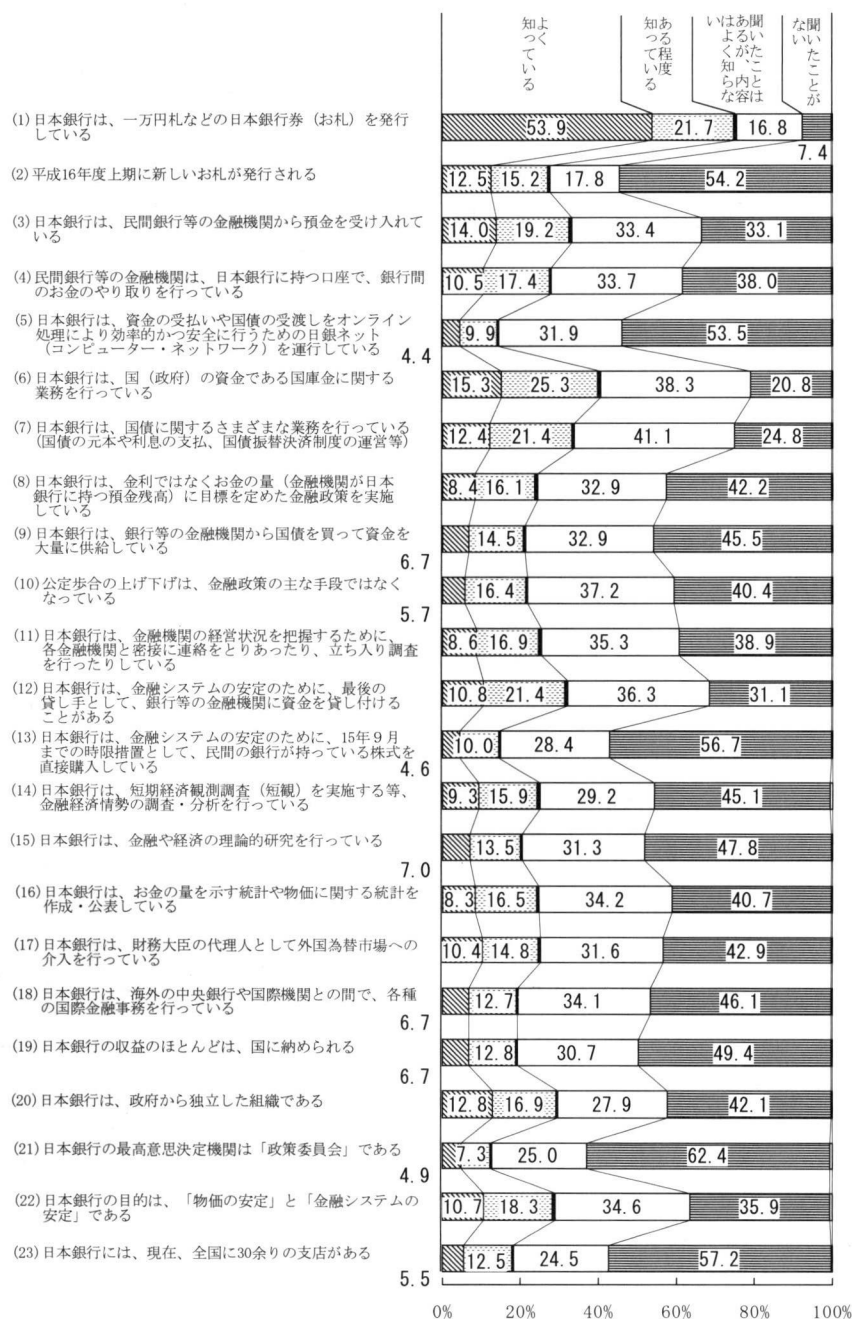 よく
知っている
ある程度
知っている
聞いたことは
あるが、内容
はよく知らな
い
聞いたことが
ない
(1)日本銀行は、一万円札などの日本銀行券（お札）を発行
している
53.9 21.7 16.8
7.4
(2)平成16年度上期に新しいお札が発行される
12.5 15.2 17.8 54.2
(3)日本銀行は、民間銀行等の金融機関から預金を受け入れて
いる
14.0 19.2 33.4 33.1
(4)民間銀行等の金融機関は、日本銀行に持つ口座で、銀行間
のお金のやり取りを行っている
10.5 17.4 33.7 38.0
(5)日本銀行は、資金の受払いや国債の受渡しをオンライン
処理により効率的かつ安全に行うための日銀ネット
（コンピューター・ネットワーク）を運行している
9.9 31.9 53.5
4.4
(6)日本銀行は、国（政府）の資金である国庫金に関する
業務を行っている
15.3 25.3 38.3 20.8
(7)日本銀行は、国債に関するさまざまな業務を行っている
(国債の元本や利息の支払、国債振替決済制度の運営等)
12.4 21.4 41.1 24.8
(8)日本銀行は、金利ではなくお金の量（金融機関が日本
銀行に持つ預金残高）に目標を定めた金融政策を実施
している
8.4 16.1 32.9 42.2
(9)日本銀行は、銀行等の金融機関から国債を買って資金を
大量に供給している
14.5 32.9 45.5
6.7
(10)公定歩合の上げ下げは、金融政策の主な手段ではなく
なっている
16.4 37.2 40.4
5.7
(11)日本銀行は、金融機関の経営状況を把握するために、
各金融機関と密接に連絡をとりあったり、立ち入り調査
を行ったりしている
8.6 16.9 35.3 38.9
(12)日本銀行は、金融システムの安定のために、最後の
貸し手として、銀行等の金融機関に資金を貸し付ける
ことがある
10.8 21.4 36.3 31.1
(13)日本銀行は、金融システムの安定のために、15年９月
までの時限措置として、民間の銀行が持っている株式を
直接購入している
10.0 28.4 56.7
4.6
(14)日本銀行は、短期経済観測調査（短観）を実施する等、
金融経済情勢の調査・分析を行っている
9.3 15.9 29.2 45.1
(15)日本銀行は、金融や経済の理論的研究を行っている
13.5 31.3 47.8
7.0
(16)日本銀行は、お金の量を示す統計や物価に関する統計を
作成・公表している
8.3 16.5 34.2 40.7
(17)日本銀行は、財務大臣の代理人として外国為替市場への
介入を行っている
10.4 14.8 31.6 42.9
(18)日本銀行は、海外の中央銀行や国際機関との間で、各種
の国際金融事務を行っている
12.7 34.1 46.1
6.7
(19)日本銀行の収益のほとんどは、国に納められる
12.8 30.7 49.4
6.7
(20)日本銀行は、政府から独立した組織である
12.8 16.9 27.9 42.1
(21)日本銀行の最高意思決定機関は「政策委員会」である
7.3 25.0 62.4
4.9
(22)日本銀行の目的は、「物価の安定」と「金融システムの
安定」である
10.7 18.3 34.6 35.9
(23)日本銀行には、現在、全国に30余りの支店がある
12.5 24.5 57.2
5.5
0% 20% 40% 60% 80% 100%